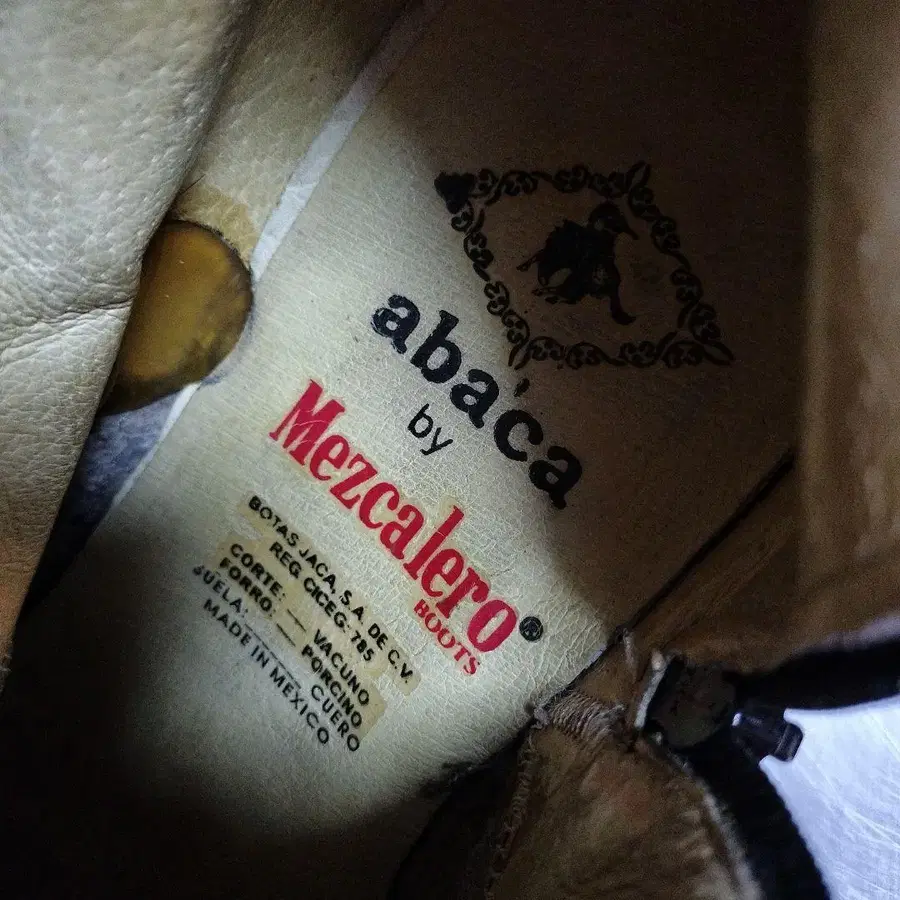 abaca
by
Mezcalero®
BOOTS
BOTAS JACA, S.A. DE C.V.
REG CICEG-785
CORTE: — VACUNO
FORRO: — PORCINO
SUELA: — CUERO
MADE IN MEXICO